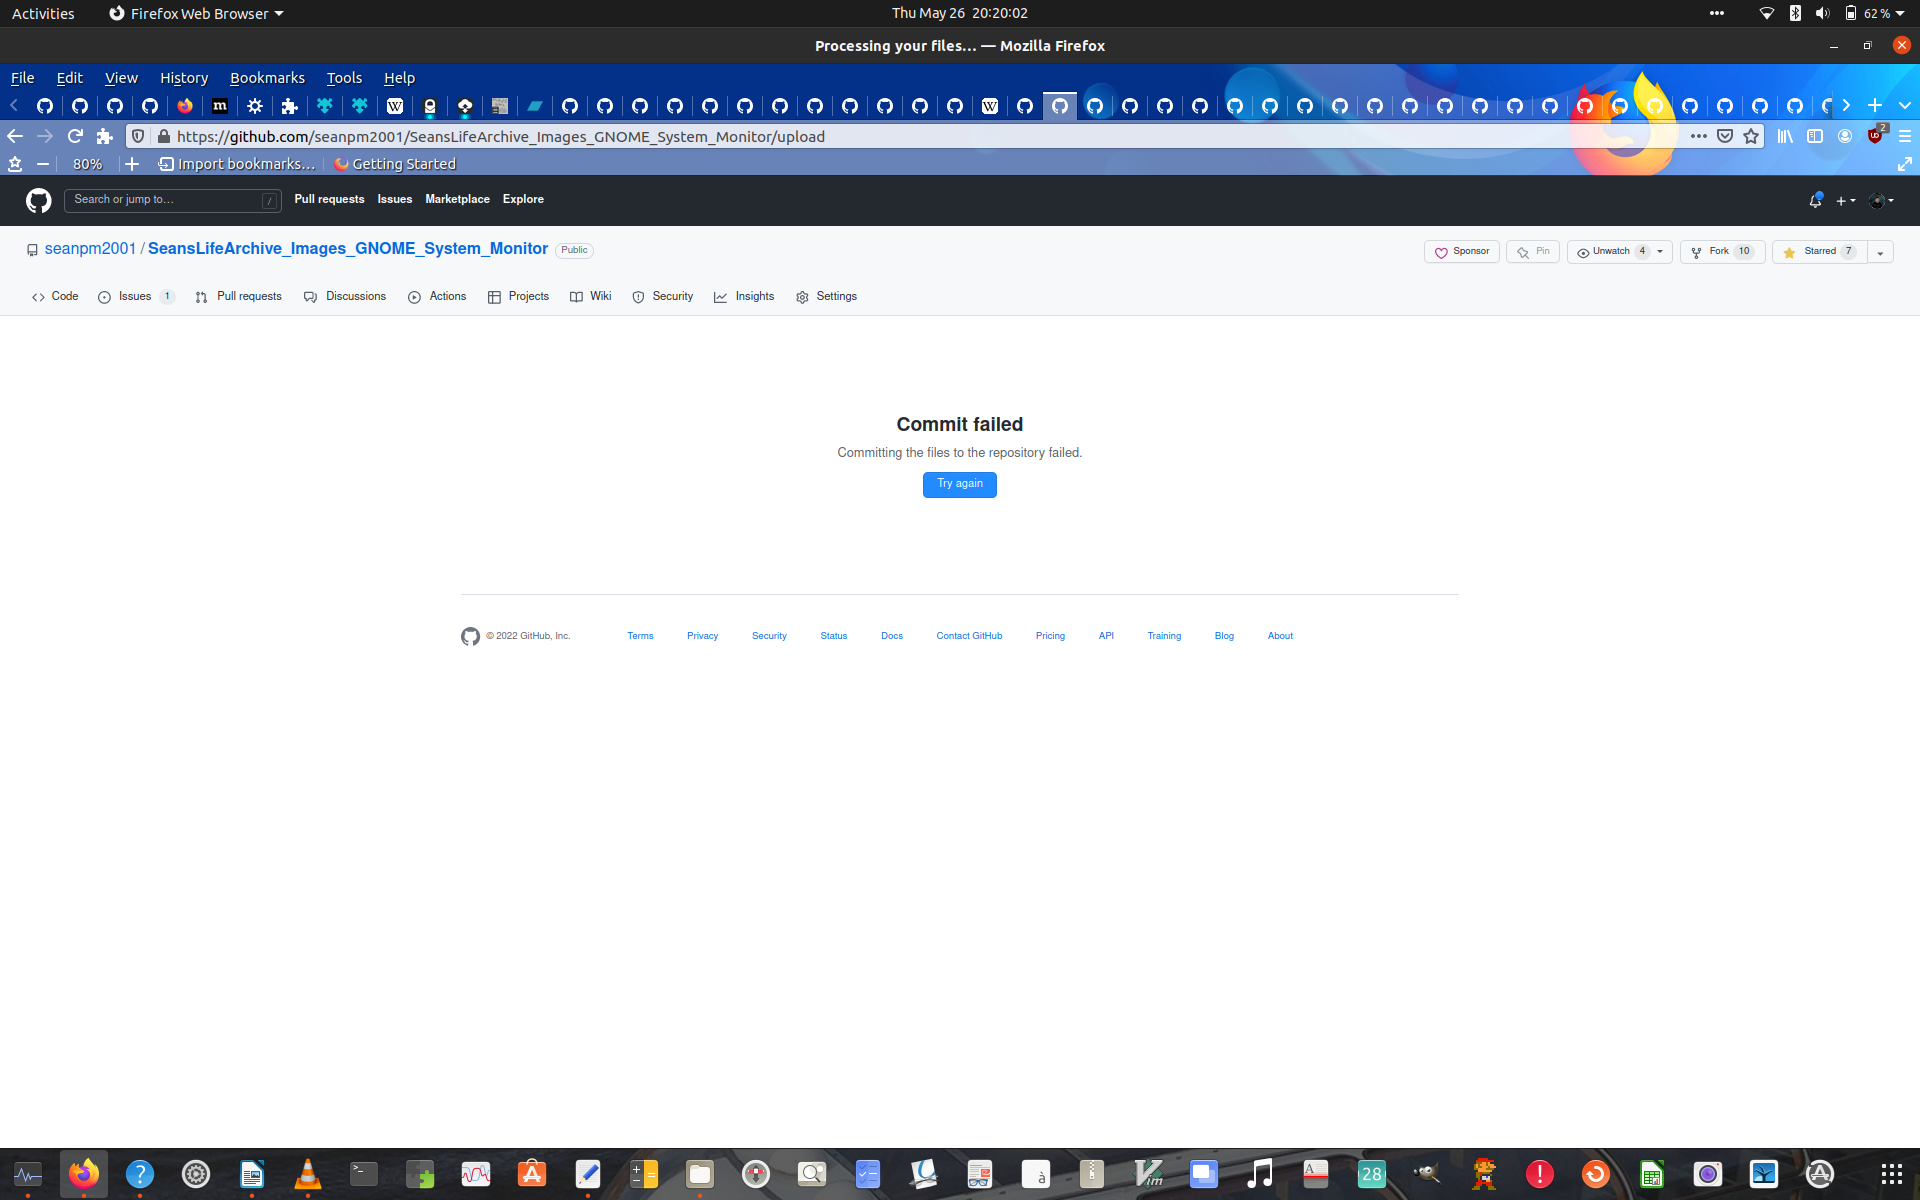 Activities
Firefox Web Browser
Thu May 26 20:20:02
62 %
Processing your files… — Mozilla Firefox
File Edit View History Bookmarks Tools Help
https://github.com/seanpm2001/SeansLifeArchive_Images_GNOME_System_Monitor/upload
2
80%
Import bookmarks…
Getting Started
Search or jump to…
/
Pull requests Issues Marketplace Explore
seanpm2001 / SeansLifeArchive_Images_GNOME_System_Monitor Public
Sponsor Pin Unwatch 4 Fork 10 Starred 7
Code Issues 1 Pull requests Discussions Actions Projects Wiki Security Insights Settings
Commit failed
Committing the files to the repository failed.
Try again
© 2022 GitHub, Inc. Terms Privacy Security Status Docs Contact GitHub Pricing API Training Blog About
28